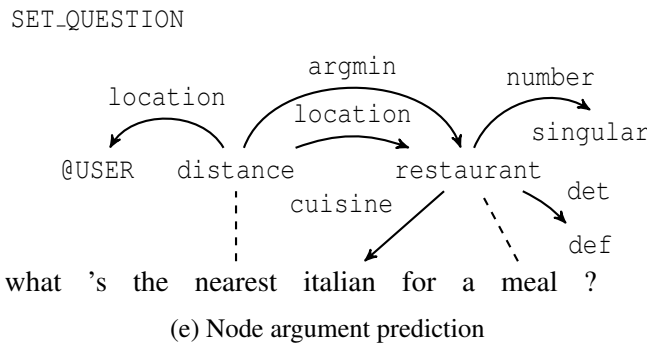 SET_QUESTION
argmin
number
location
location
singular
@USER distance restaurant
det
cuisine
def
what 's the nearest italian for a meal ?
(e) Node argument prediction